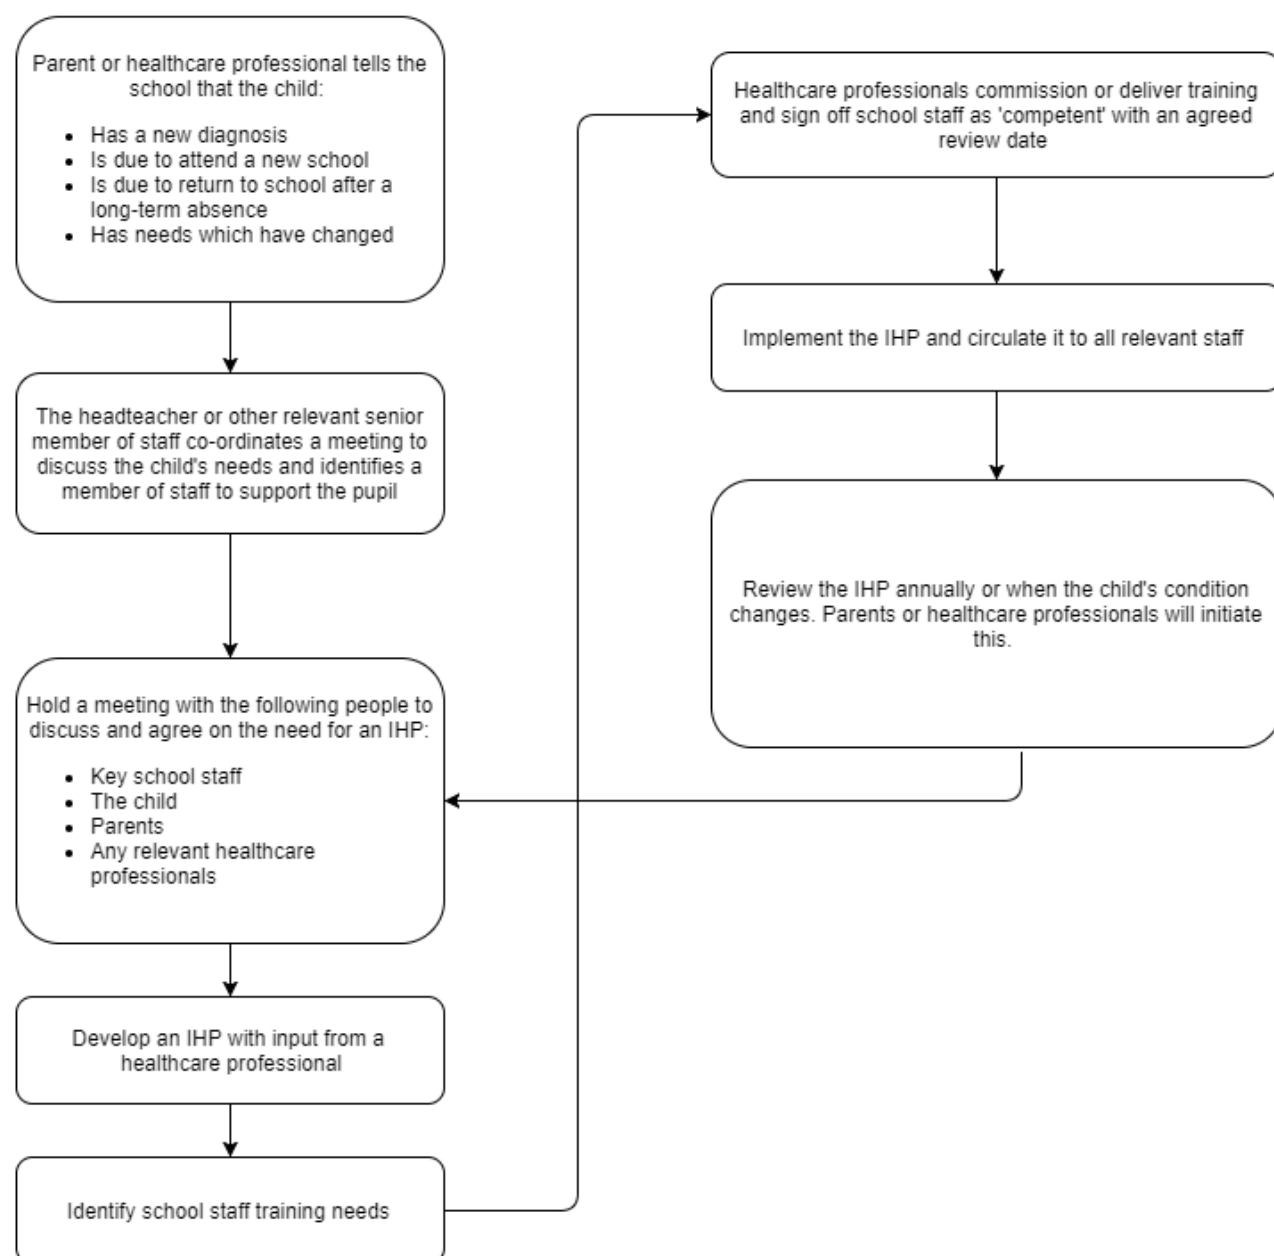 Parent or healthcare professional tells the
school that the child:
• Has a new diagnosis
• Is due to attend a new school
• Is due to return to school after a
long-term absence
• Has needs which have changed
The headteacher or other relevant senior
member of staff co-ordinates a meeting to
discuss the child's needs and identifies a
member of staff to support the pupil
Hold a meeting with the following people to
discuss and agree on the need for an IHP:
• Key school staff
• The child
• Parents
• Any relevant healthcare
professionals
Develop an IHP with input from a
healthcare professional
Identify school staff training needs
Healthcare professionals commission or deliver training
and sign off school staff as 'competent' with an agreed
review date
Implement the IHP and circulate it to all relevant staff
Review the IHP annually or when the child's condition
changes. Parents or healthcare professionals will initiate
this.